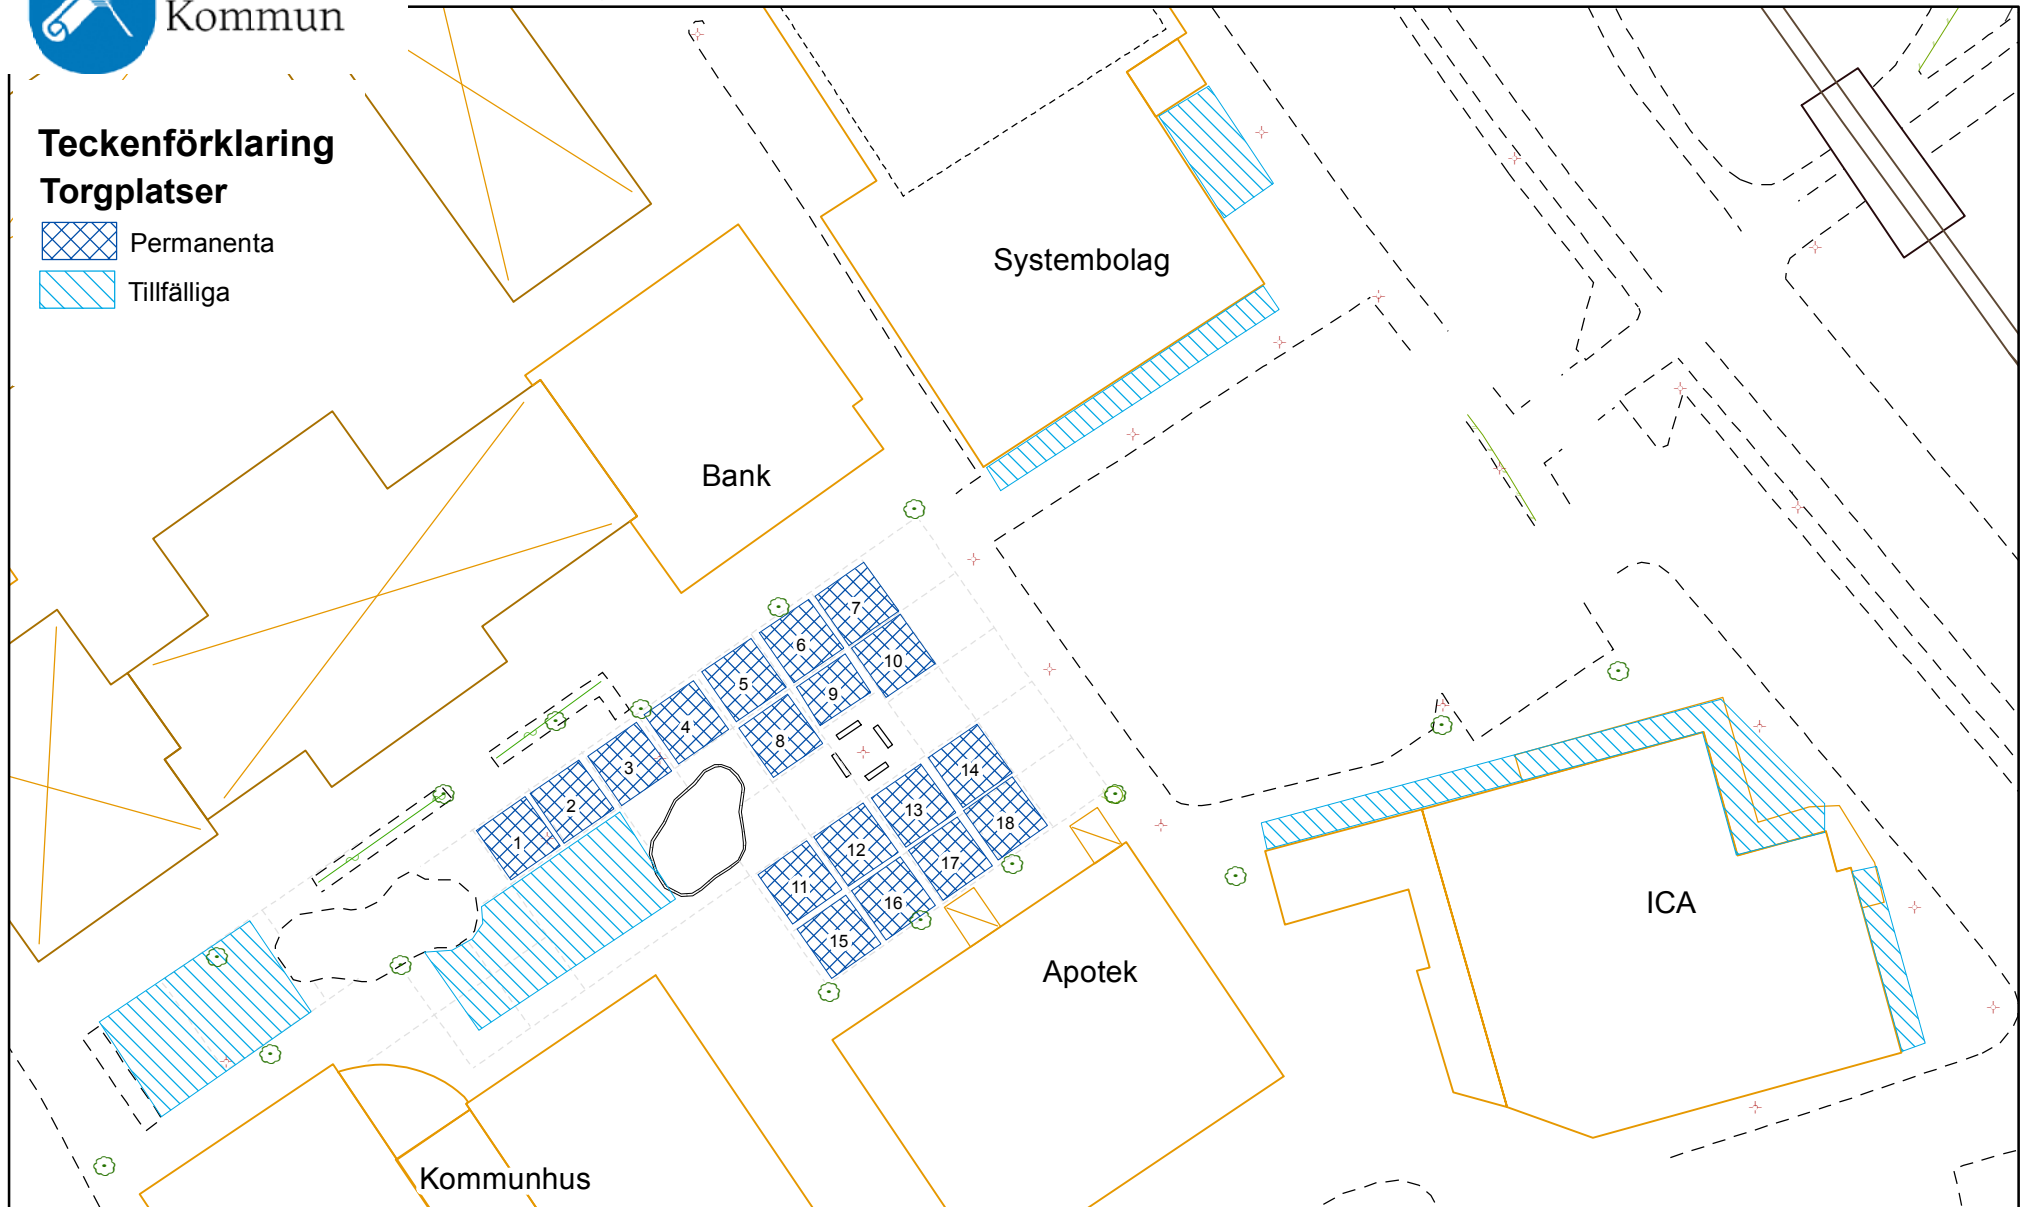 Kommun
Teckenförklaring
Torgplatser
Permanenta
Tillfälliga
Systembolag
Bank
7
6
10
5
9
4
8
3
14
2
13
18
1
12
17
11
16
15
ICA
Apotek
Kommunhus